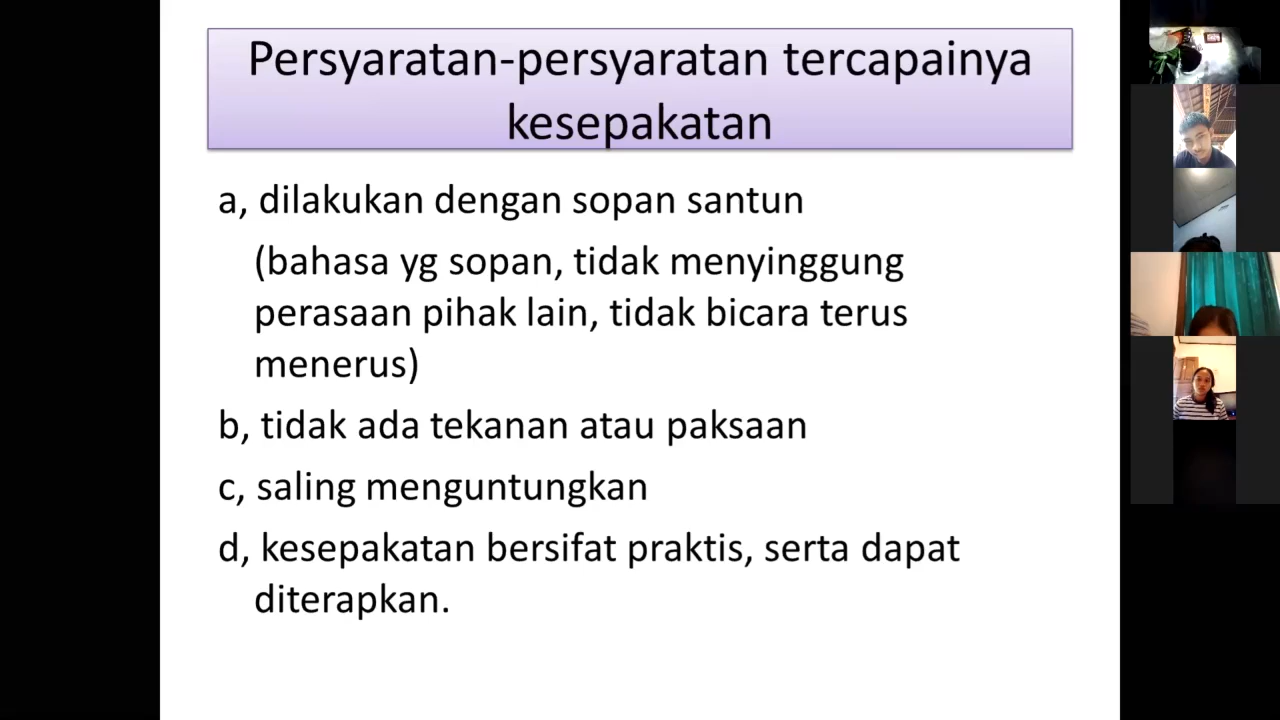 Persyaratan-persyaratan tercapainya
kesepakatan
a, dilakukan dengan sopan santun
(bahasa yg sopan, tidak menyinggung
perasaan pihak lain, tidak bicara terus
menerus)
b, tidak ada tekanan atau paksaan
c, saling menguntungkan
d, kesepakatan bersifat praktis, serta dapat
diterapkan.